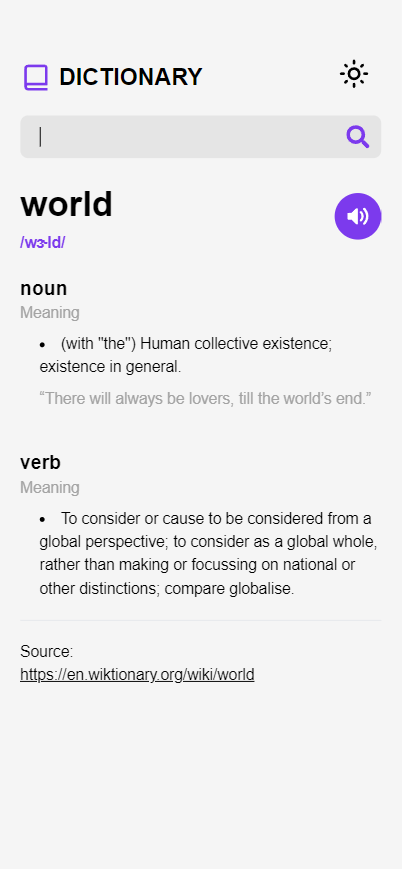 DICTIONARY
world
/wɝld/
noun
Meaning
• (with "the") Human collective existence;
existence in general.
“There will always be lovers, till the world’s end.”
verb
Meaning
• To consider or cause to be considered from a
global perspective; to consider as a global whole,
rather than making or focussing on national or
other distinctions; compare globalise.
Source:
https://en.wiktionary.org/wiki/world